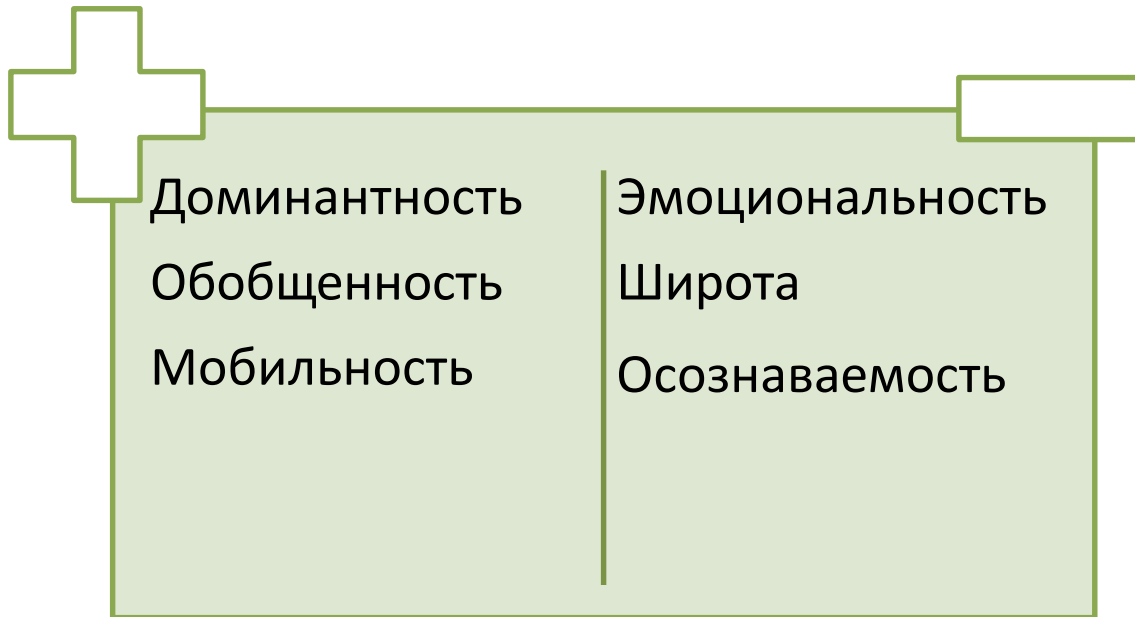 Доминантность
Обобщенность
Мобильность
Эмоциональность
Широта
Осознаваемость